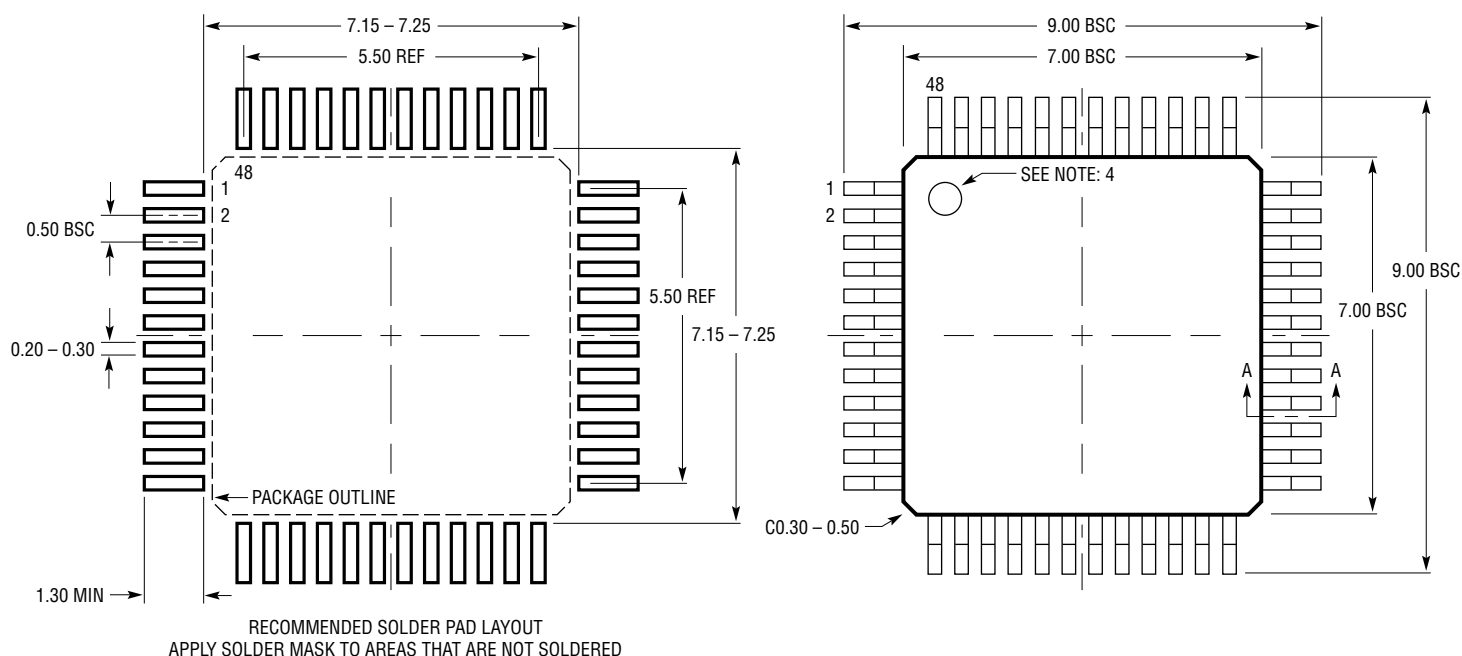 7.15 – 7.25
5.50 REF
48
1
2
0.50 BSC
0.20 – 0.30
5.50 REF
7.15 – 7.25
PACKAGE OUTLINE
1.30 MIN
RECOMMENDED SOLDER PAD LAYOUT
APPLY SOLDER MASK TO AREAS THAT ARE NOT SOLDERED
9.00 BSC
7.00 BSC
48
SEE NOTE: 4
1
2
9.00 BSC
7.00 BSC
A
A
C0.30 – 0.50